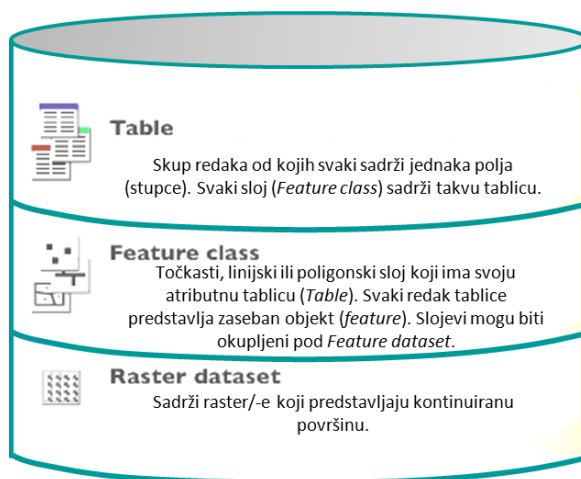 Table
Skup redaka od kojih svaki sadrži jednaka polja
(stupce). Svaki sloj (Feature class) sadrži takvu tablicu.
Feature class
Točkasti, linijski ili poligonski sloj koji ima svoju
atributnu tablicu (Table). Svaki redak tablice
predstavlja zaseban objekt (feature). Slojevi mogu biti
okupljeni pod Feature dataset.
Raster dataset
Sadrži raster/-e koji predstavljaju kontinuiranu
površinu.